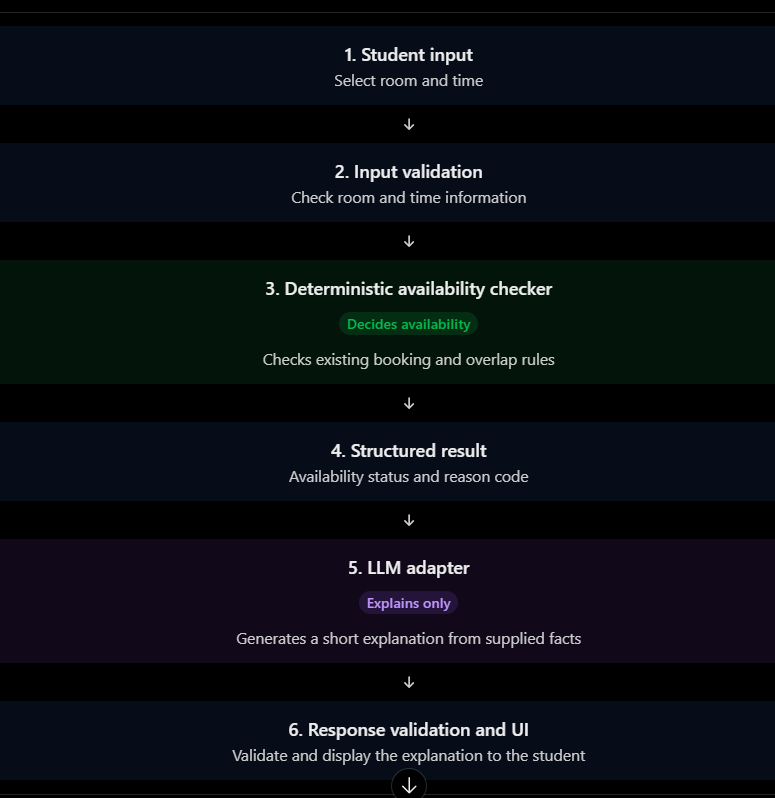 1. Student input
Select room and time
↓
2. Input validation
Check room and time information
↓
3. Deterministic availability checker
Decides availability
Checks existing booking and overlap rules
↓
4. Structured result
Availability status and reason code
↓
5. LLM adapter
Explains only
Generates a short explanation from supplied facts
↓
6. Response validation and UI
Validate and display the explanation to the student
↓